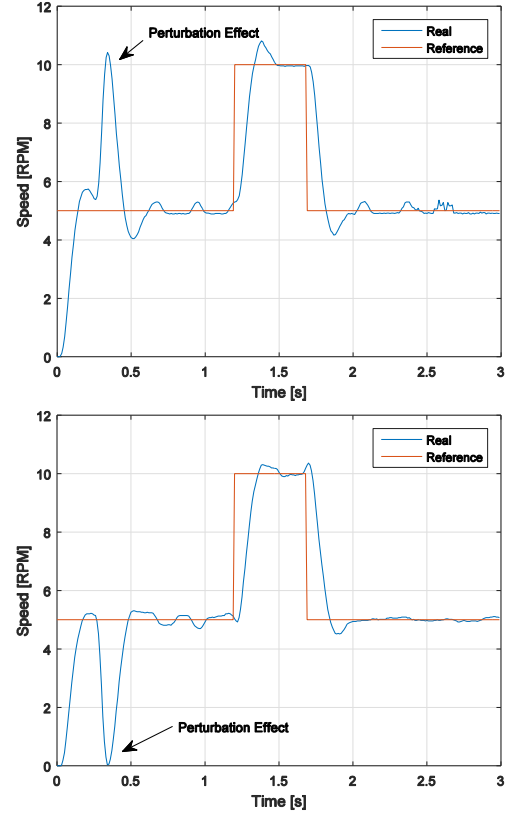 12
Perturbation Effect
Real
Reference
10
8
6
4
2
0
Speed [RPM]
0
0.5
1
1.5
2
2.5
3
Time [s]
12
Real
Reference
10
8
6
4
2
0
Speed [RPM]
Perturbation Effect
0
0.5
1
1.5
2
2.5
3
Time [s]